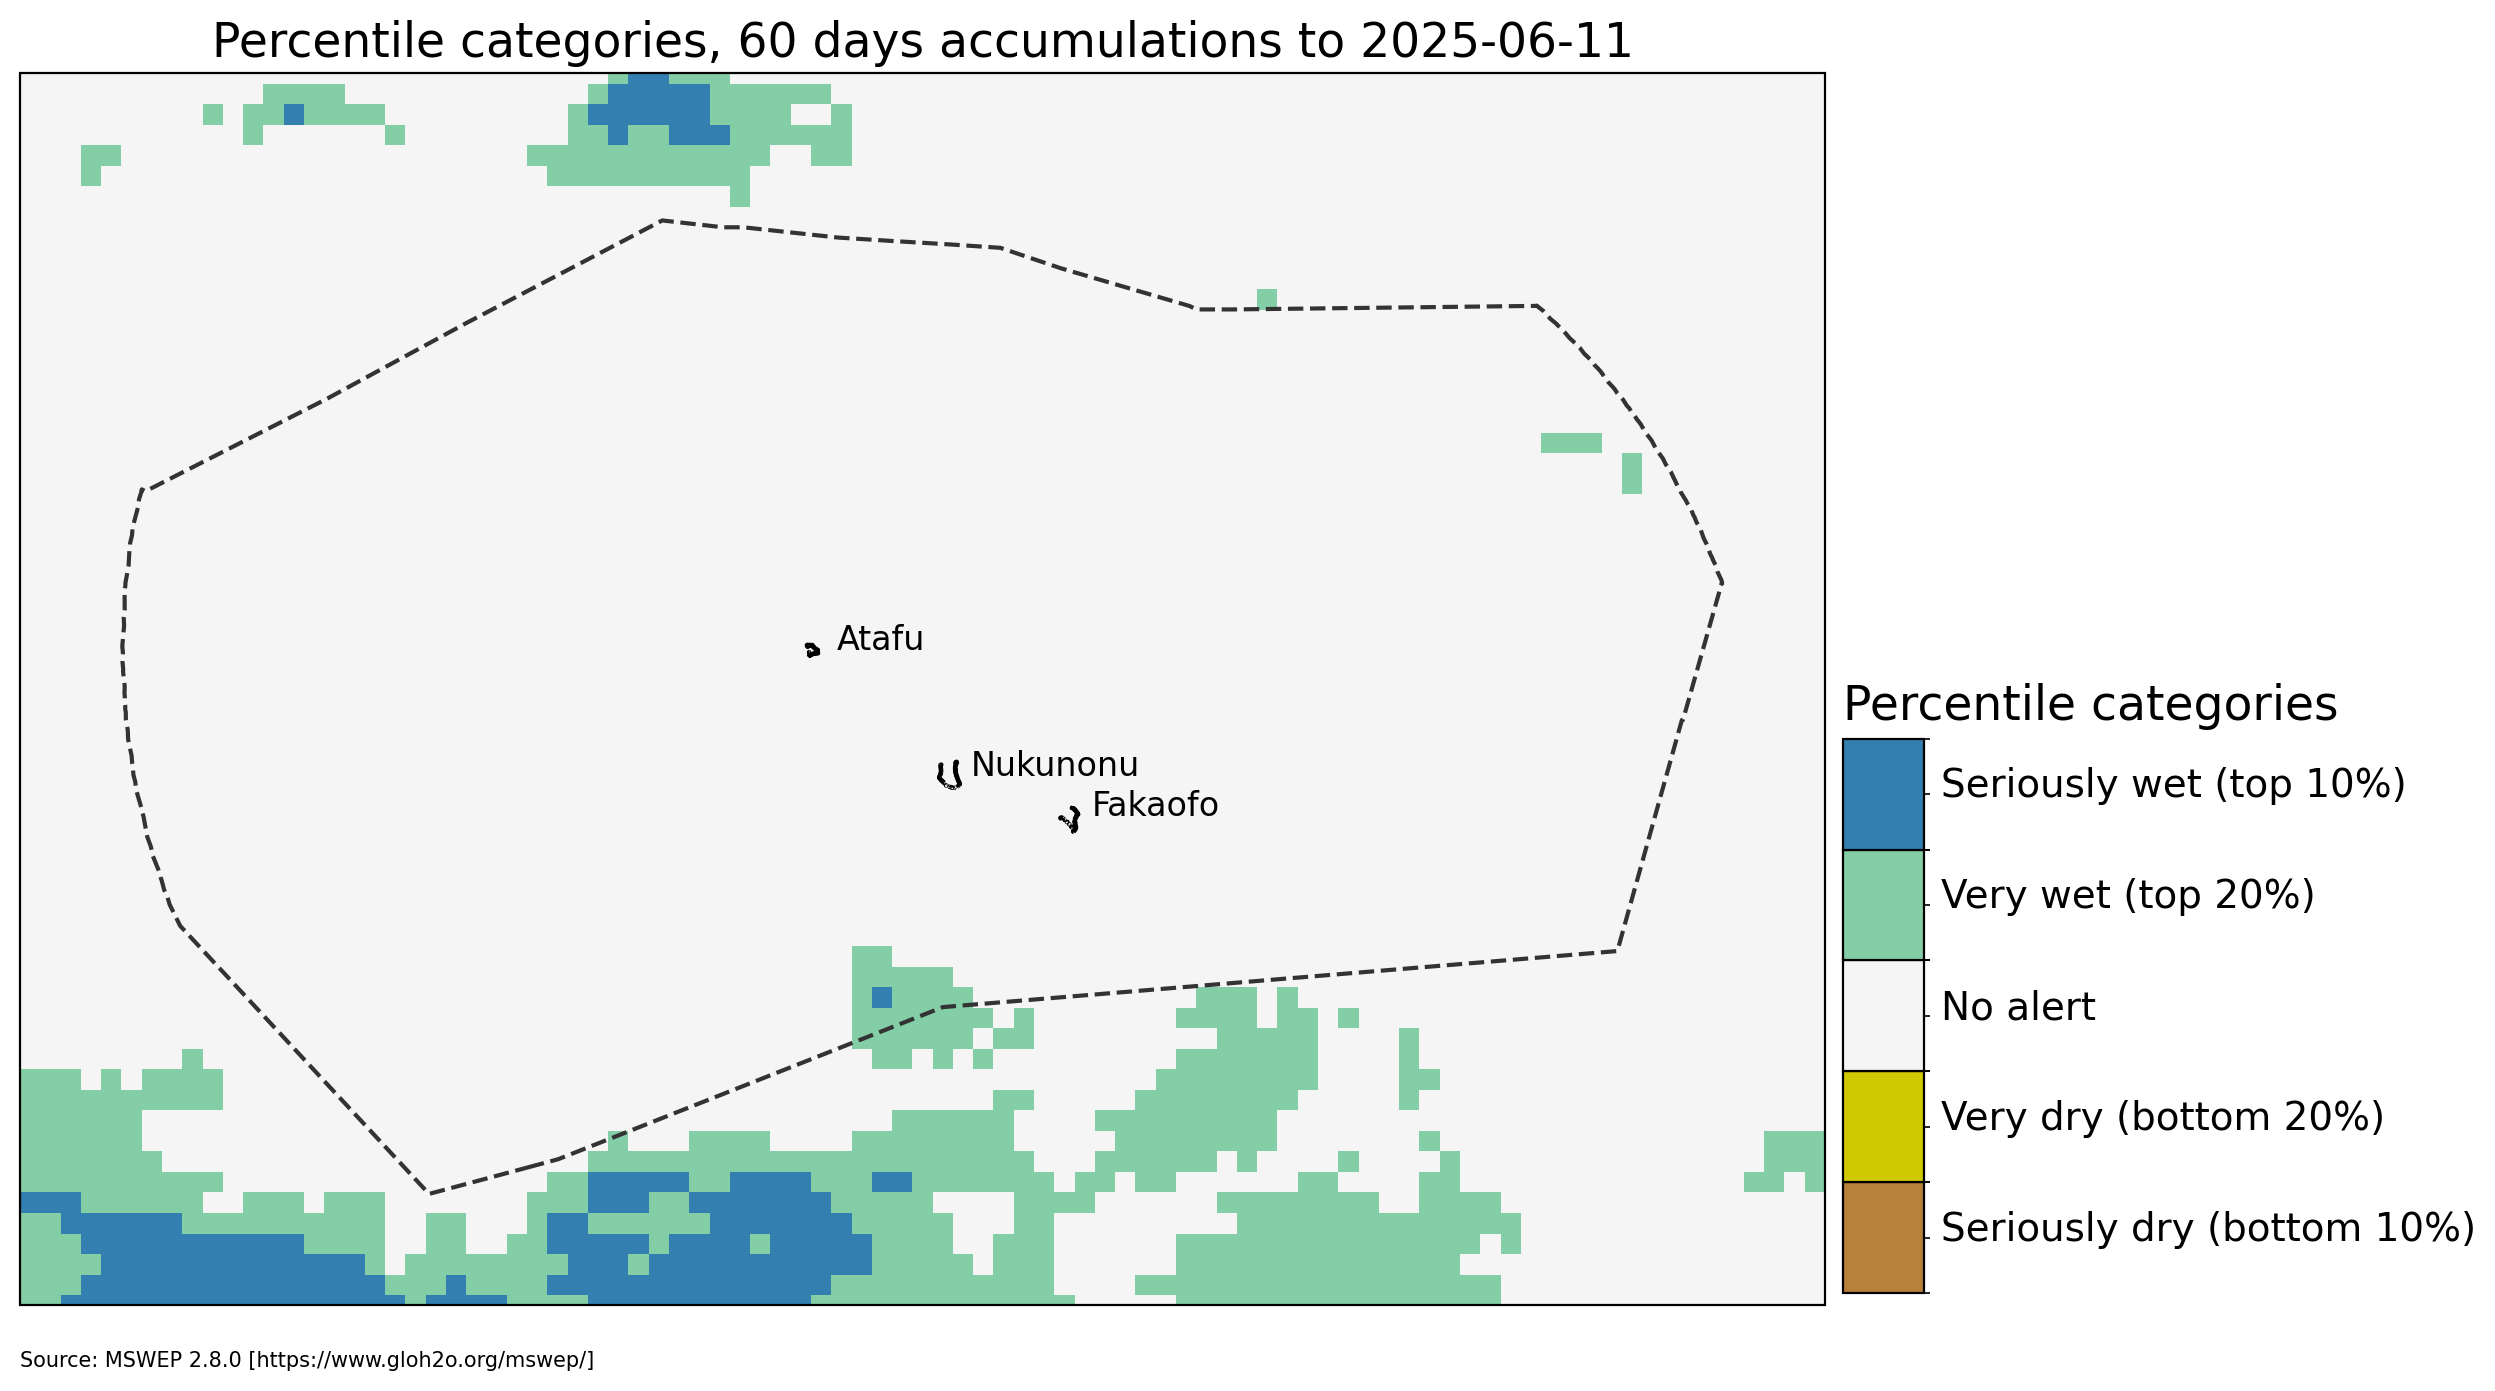 Percentile categories, 60 days accumulations to 2025-06-11
Atafu
Nukunonu
Fakaofo
Percentile categories
Seriously wet (top 10%)
Very wet (top 20%)
No alert
Very dry (bottom 20%)
Seriously dry (bottom 10%)
Source: MSWEP 2.8.0 [https://www.gloh2o.org/mswep/]